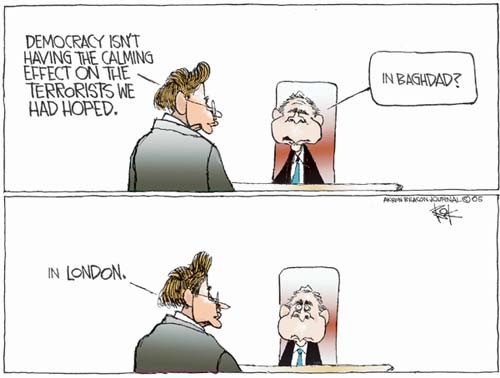 DEMOCRACY ISN'T
HAVING THE CALMING
EFFECT ON THE
TERRORISTS WE
HAD HOPED.
IN BAGHDAD?
AKRON BEACON JOURNAL © 05
IN LONDON.